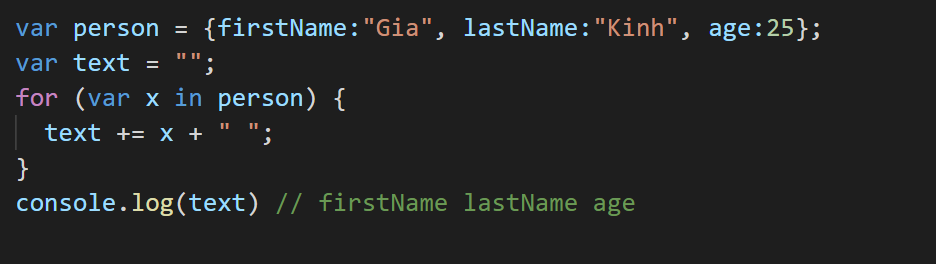 var person = {firstName:"Gia", lastName:"Kinh", age:25};
var text = "";
for (var x in person) {
  text += x + " ";
}
console.log(text) // firstName lastName age